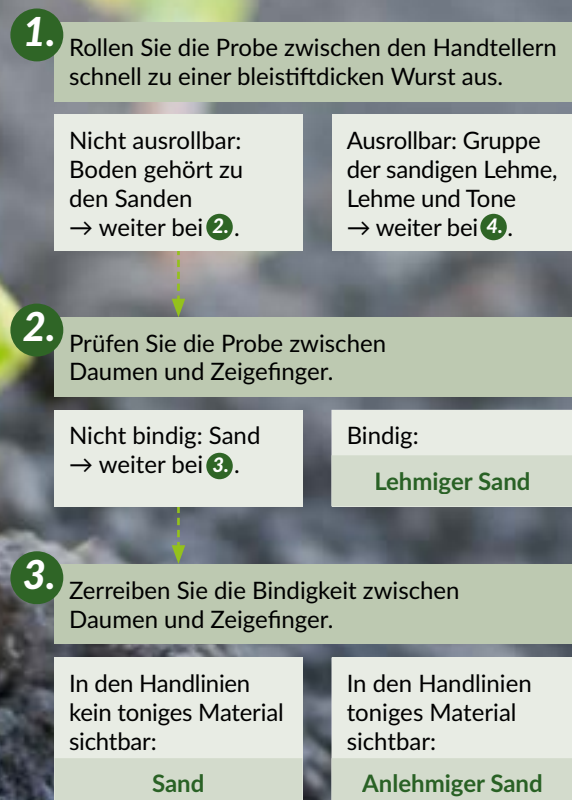 1.
Rollen Sie die Probe zwischen den Handtellern
schnell zu einer bleistiftdicken Wurst aus.
Nicht ausrollbar:
Boden gehört zu
den Sanden
→ weiter bei 2..
Ausrollbar: Gruppe
der sandigen Lehme,
Lehme und Tone
→ weiter bei 4..
2.
Prüfen Sie die Probe zwischen
Daumen und Zeigefinger.
Nicht bindig: Sand
→ weiter bei 3..
Bindig:
Lehmiger Sand
3.
Zerreiben Sie die Bindigkeit zwischen
Daumen und Zeigefinger.
In den Handlinien
kein toniges Material
sichtbar:
Sand
In den Handlinien
toniges Material
sichtbar:
Anlehmiger Sand